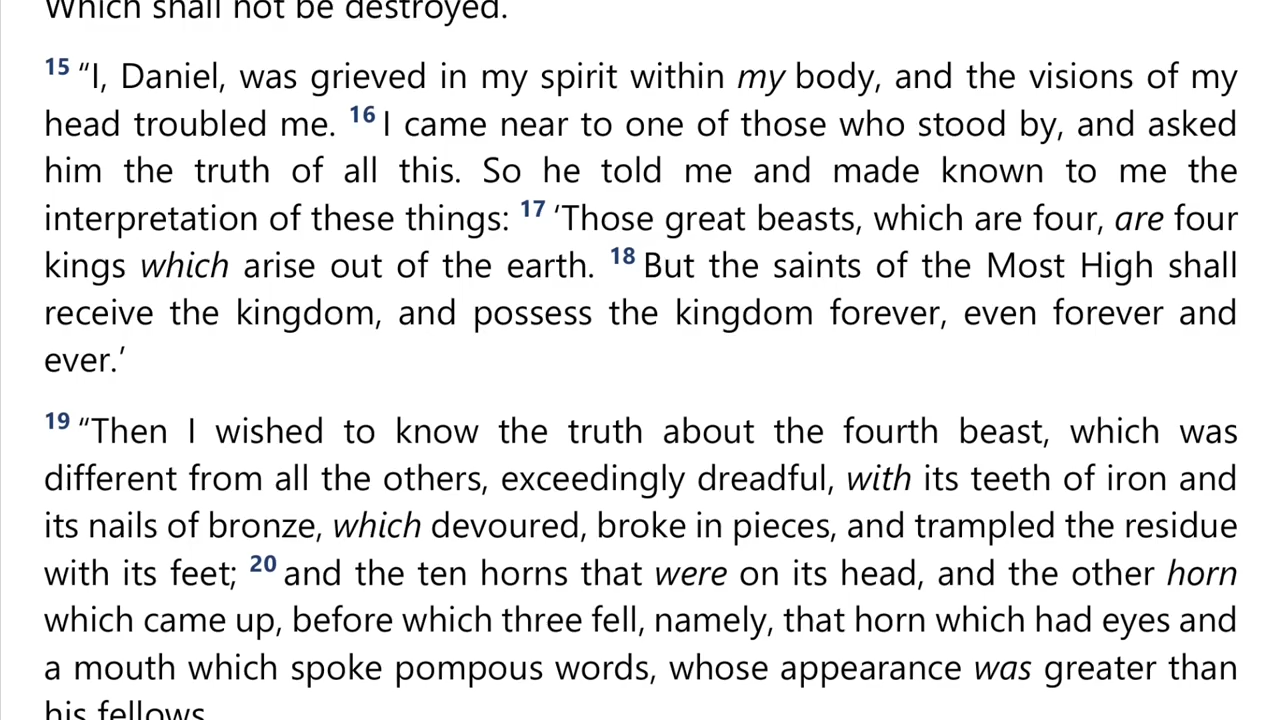 Which shall not be destroyed.
15 “I, Daniel, was grieved in my spirit within my body, and the visions of my
head troubled me. 16 I came near to one of those who stood by, and asked
him the truth of all this. So he told me and made known to me the
interpretation of these things: 17 ‘Those great beasts, which are four, are four
kings which arise out of the earth. 18 But the saints of the Most High shall
receive the kingdom, and possess the kingdom forever, even forever and
ever.’
19 “Then I wished to know the truth about the fourth beast, which was
different from all the others, exceedingly dreadful, with its teeth of iron and
its nails of bronze, which devoured, broke in pieces, and trampled the residue
with its feet; 20 and the ten horns that were on its head, and the other horn
which came up, before which three fell, namely, that horn which had eyes and
a mouth which spoke pompous words, whose appearance was greater than
his fellows.